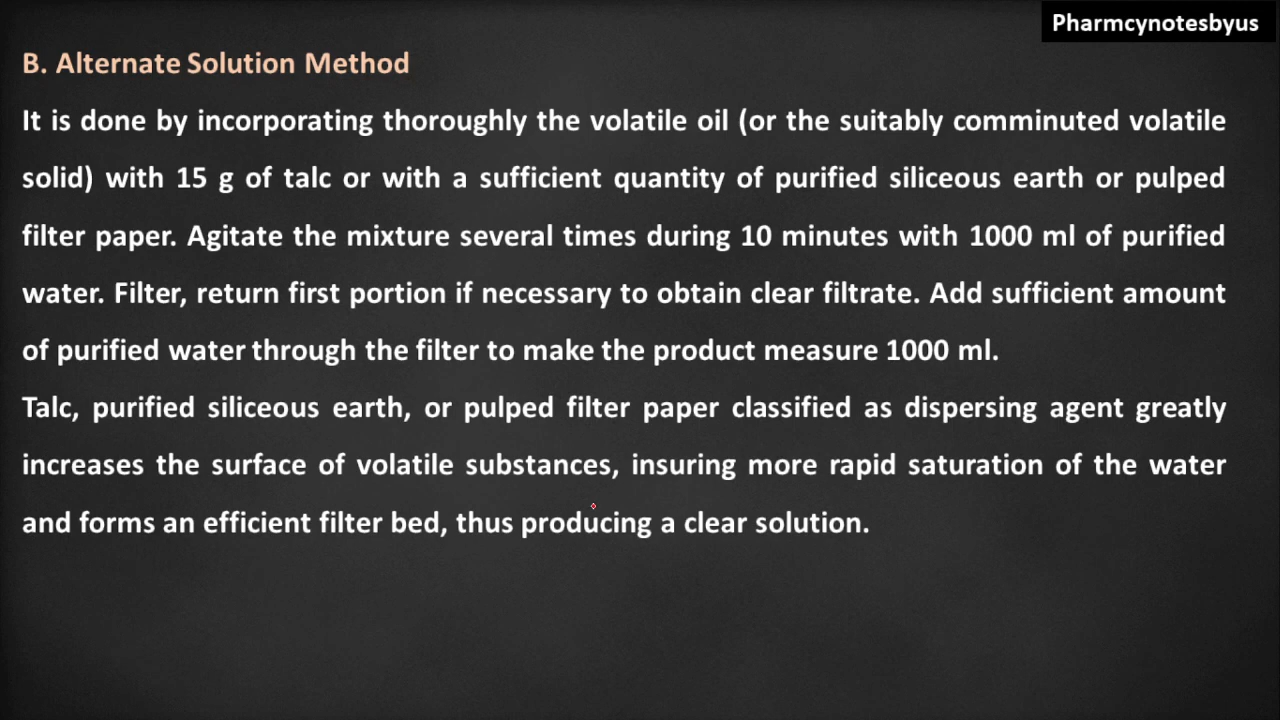 Pharmcynotesbyus
B. Alternate Solution Method
It is done by incorporating thoroughly the volatile oil (or the suitably comminuted volatile
solid) with 15 g of talc or with a sufficient quantity of purified siliceous earth or pulped
filter paper. Agitate the mixture several times during 10 minutes with 1000 ml of purified
water. Filter, return first portion if necessary to obtain clear filtrate. Add sufficient amount
of purified water through the filter to make the product measure 1000 ml.
Talc, purified siliceous earth, or pulped filter paper classified as dispersing agent greatly
increases the surface of volatile substances, insuring more rapid saturation of the water
and forms an efficient filter bed, thus producing a clear solution.